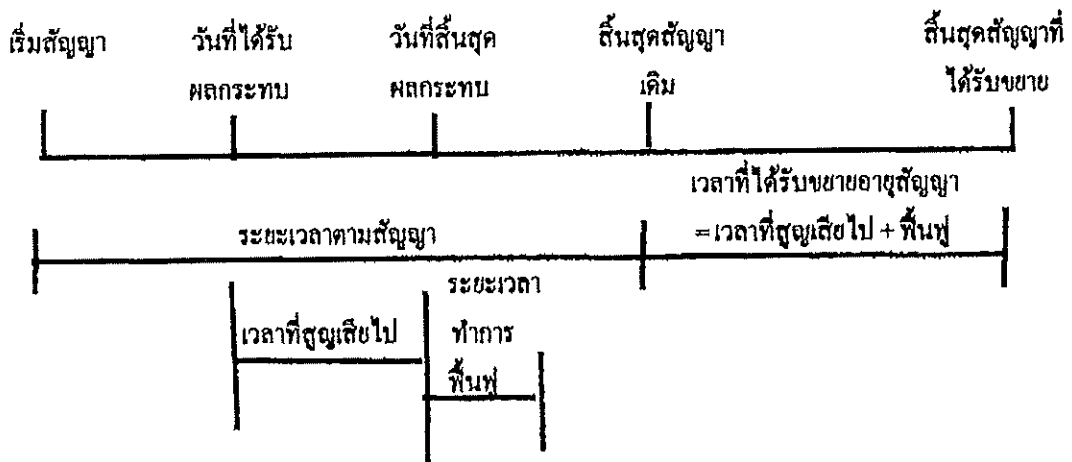 เริ่มสัญญา วันที่ได้รับ วันที่สิ้นสุด สิ้นสุดสัญญา สิ้นสุดสัญญาที่
ผลกระทบ ผลกระทบ เดิม ได้รับขยาย
เวลาที่ได้รับขยายอายุสัญญา
ระยะเวลาตามสัญญา =เวลาที่สูญเสียไป + ฟื้นฟู
ระยะเวลา
เวลาที่สูญเสียไป ทำการ
ฟื้นฟู